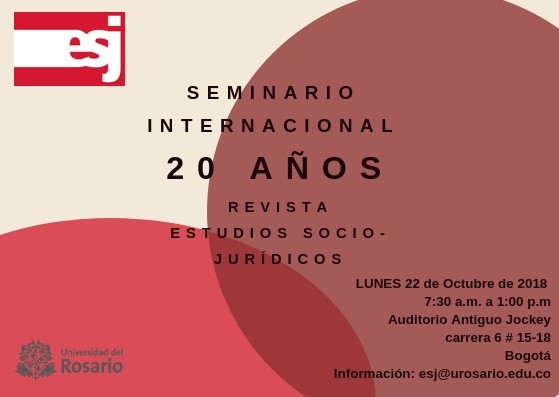 esj
SEMINARIO
INTERNACIONAL
20 AÑOS
REVISTA
ESTUDIOS SOCIO-
JURÍDICOS
LUNES 22 de Octubre de 2018
7:30 a.m. a 1:00 p.m
Auditorio Antiguo Jockey
carrera 6 # 15-18
Bogotá
Información: esj@urosario.edu.co
Universidad del
Rosario